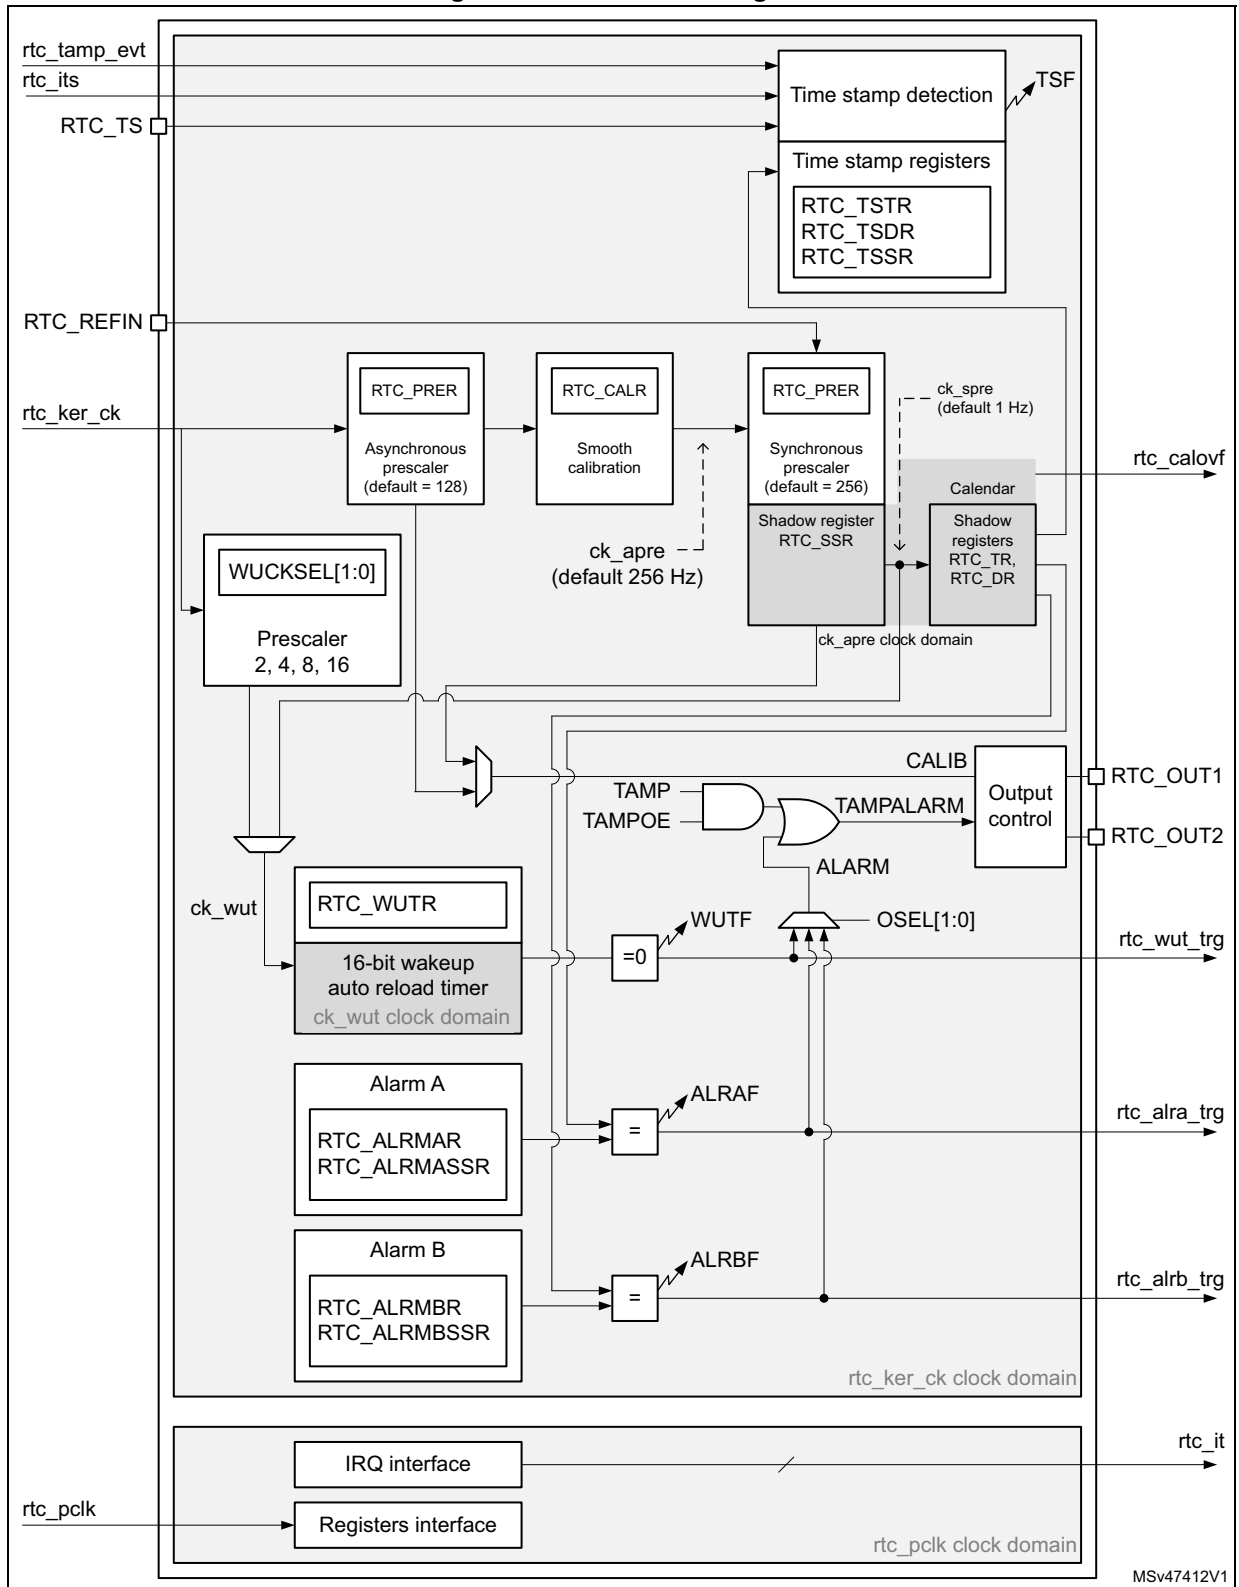 rtc_tamp_evt
rtc_its
RTC_TS
Time stamp detection
TSF
Time stamp registers
RTC_TSTR
RTC_TSDR
RTC_TSSR
RTC_REFIN
rtc_ker_ck
RTC_PRER
Asynchronous
prescaler
(default = 128)
RTC_CALR
Smooth
calibration
RTC_PRER
Synchronous
prescaler
(default = 256)
ck_spre
(default 1 Hz)
rtc_calovf
Calendar
Shadow register
RTC_SSR
Shadow
registers
RTC_TR,
RTC_DR
ck_apre
(default 256 Hz)
ck_apre clock domain
WUCKSEL[1:0]
Prescaler
2, 4, 8, 16
CALIB
TAMP
TAMPOE
TAMPALARM
ALARM
Output
control
RTC_OUT1
RTC_OUT2
OSEL[1:0]
ck_wut
RTC_WUTR
16-bit wakeup
auto reload timer
ck_wut clock domain
=0
WUTF
rtc_wut_trg
Alarm A
RTC_ALRMAR
RTC_ALRMASSR
=
ALRAF
rtc_alra_trg
Alarm B
RTC_ALRMBR
RTC_ALRMBSSR
=
ALRBF
rtc_alrb_trg
rtc_ker_ck clock domain
IRQ interface
rtc_it
rtc_pclk
Registers interface
rtc_pclk clock domain
MSv47412V1